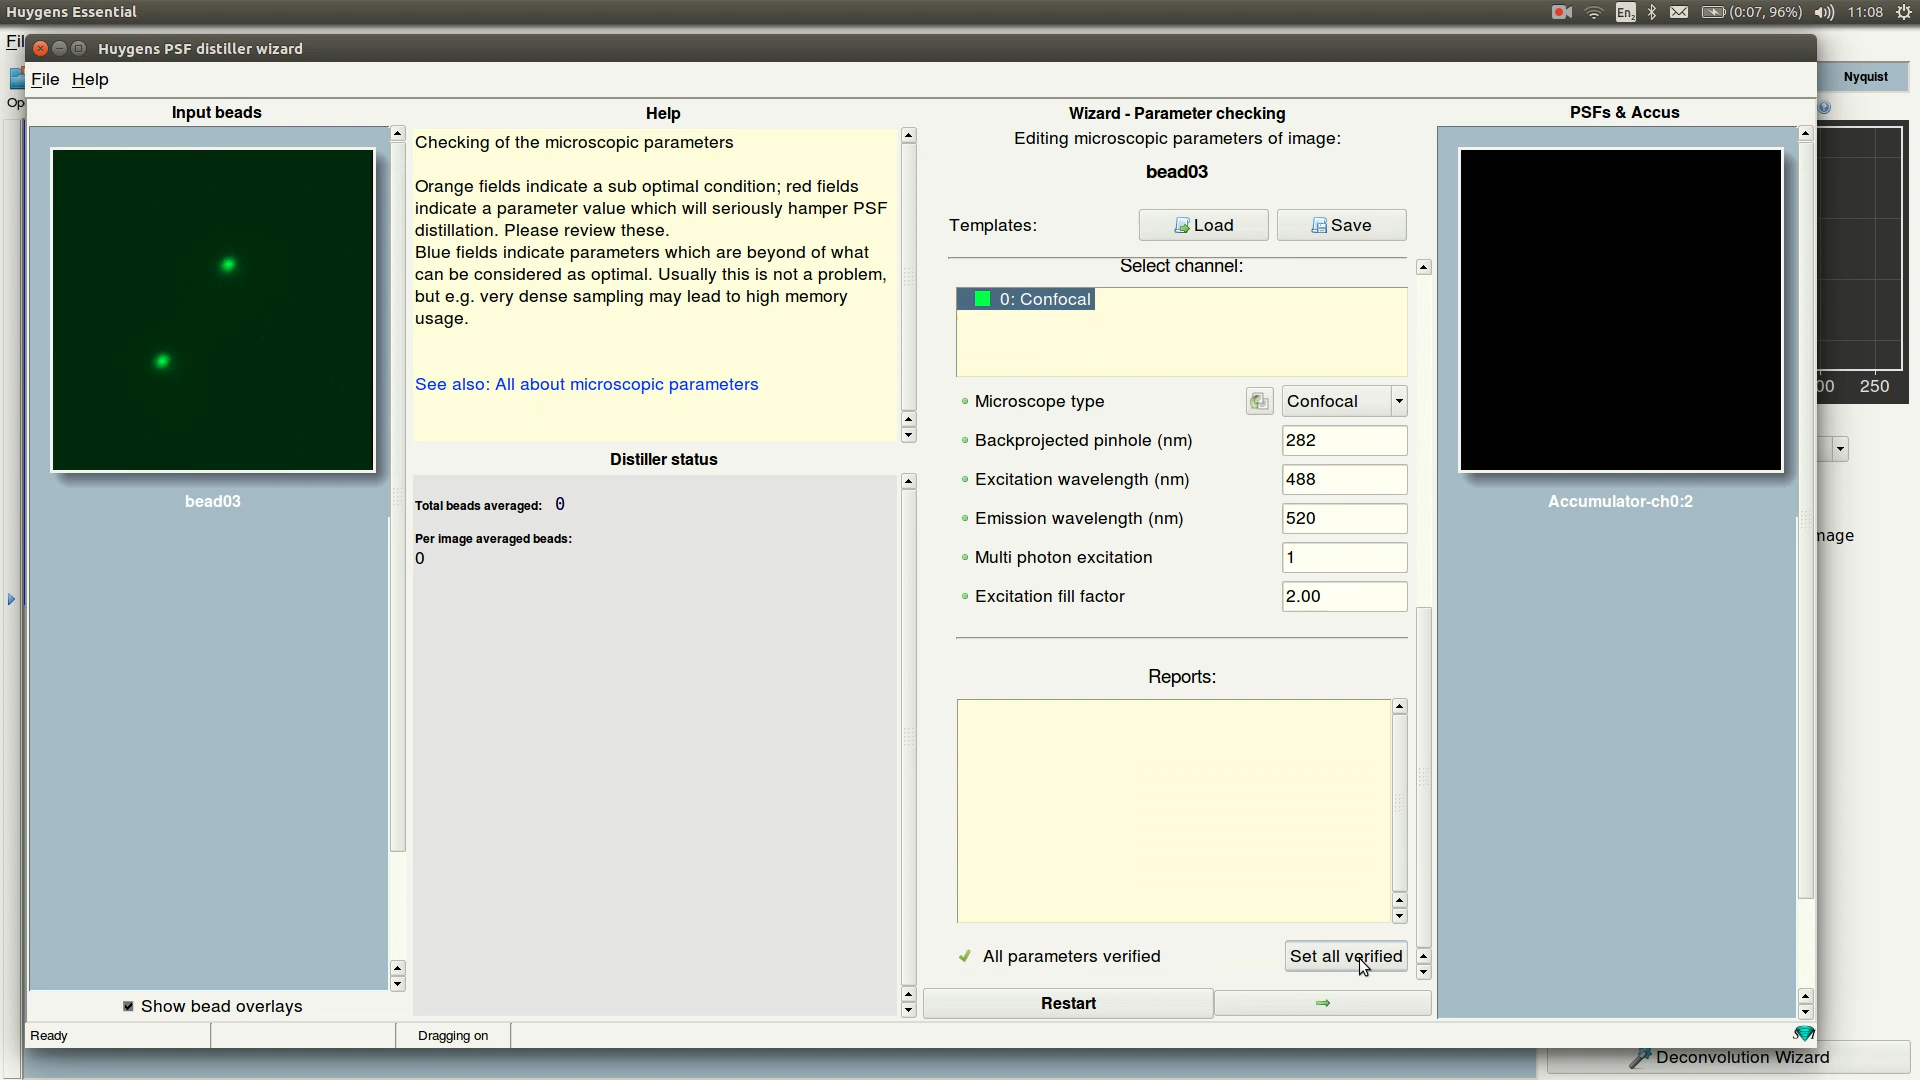 Huygens Essential
En2
(0:07, 96%)
11:08
Fil
Huygens PSF distiller wizard
File
Help
Nyquist
Op
Input beads
Help
Wizard - Parameter checking
PSFs & Accus
Checking of the microscopic parameters
Orange fields indicate a sub optimal condition; red fields
indicate a parameter value which will seriously hamper PSF
distillation. Please review these.
Blue fields indicate parameters which are beyond of what
can be considered as optimal. Usually this is not a problem,
but e.g. very dense sampling may lead to high memory
usage.
See also: All about microscopic parameters
Editing microscopic parameters of image:
bead03
Templates:
Load
Save
Select channel:
0: Confocal
Microscope type
Confocal
Backprojected pinhole (nm)
282
Excitation wavelength (nm)
488
Emission wavelength (nm)
520
Multi photon excitation
1
Excitation fill factor
2.00
Reports:
All parameters verified
Set all verified
Restart
bead03
Distiller status
Total beads averaged: 0
Per image averaged beads:
0
Accumulator-ch0:2
00
250
mage
Show bead overlays
Ready
Dragging on
Deconvolution Wizard